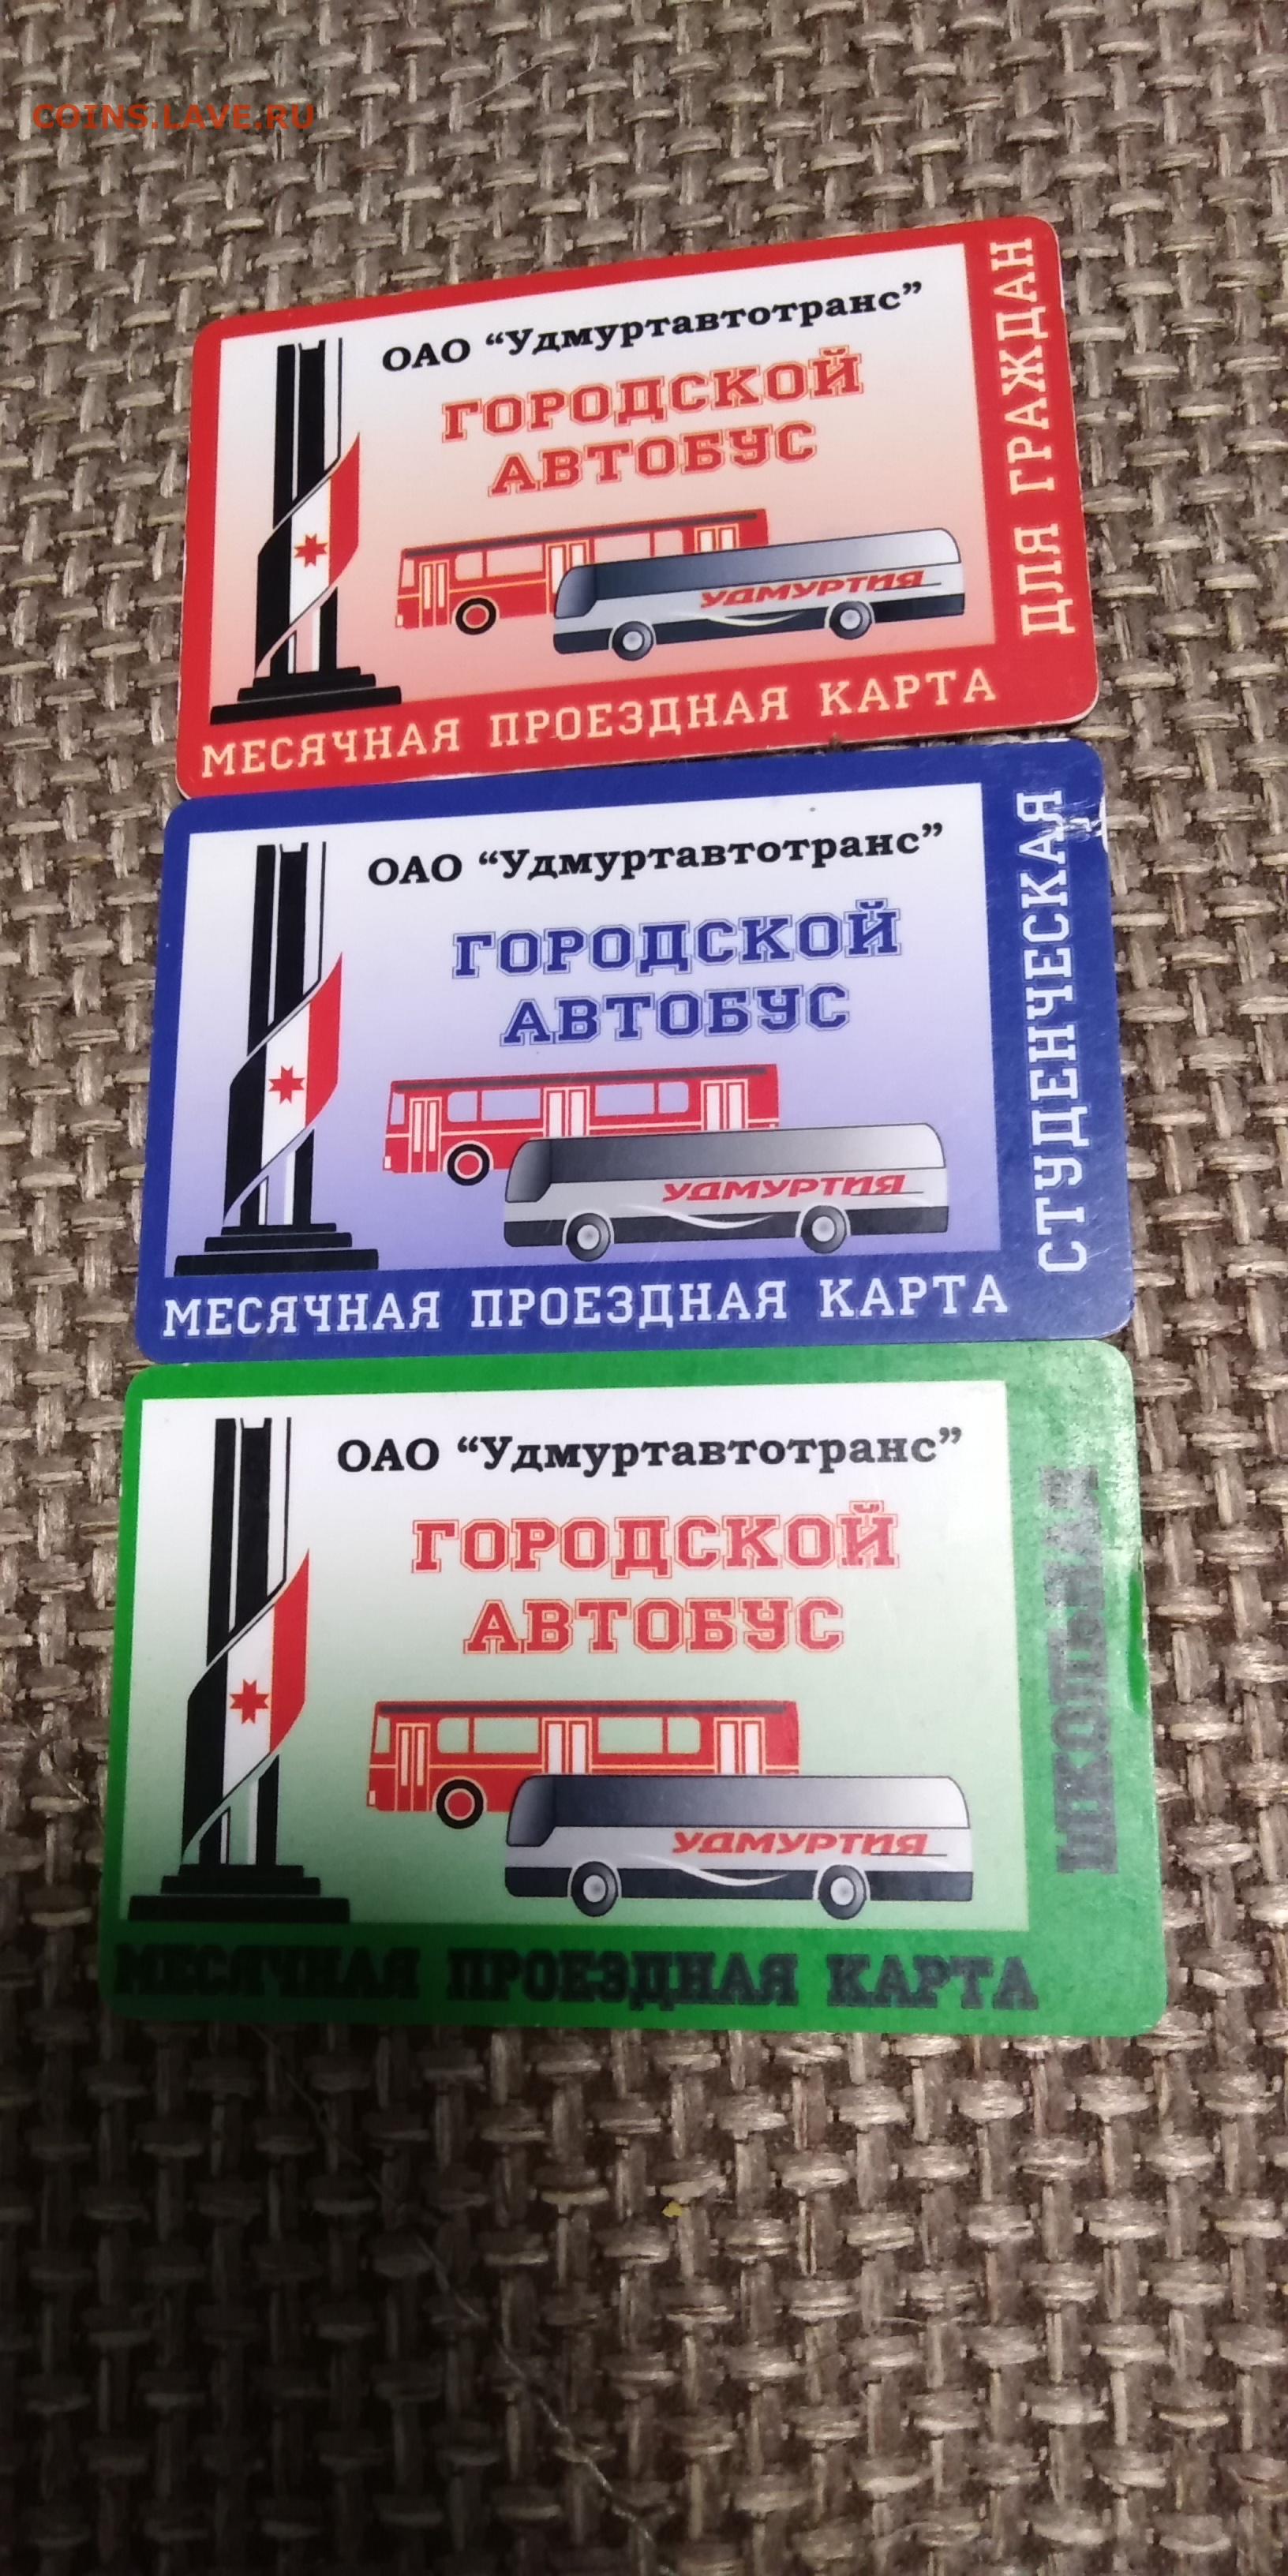 COINS.LAVE.RU
ОАО “Удмуртавтотранс”
ГОРОДСКОЙ
АВТОБУС
УДМУРТИЯ
ДЛЯ ГРАЖДАН
МЕСЯЧНАЯ ПРОЕЗДНАЯ КАРТА
ОАО “Удмуртавтотранс”
ГОРОДСКОЙ
АВТОБУС
УДМУРТИЯ
СТУДЕНЧЕСКАЯ
МЕСЯЧНАЯ ПРОЕЗДНАЯ КАРТА
ОАО “Удмуртавтотранс”
ГОРОДСКОЙ
АВТОБУС
УДМУРТИЯ
ШКОЛЬНАЯ
МЕСЯЧНАЯ ПРОЕЗДНАЯ КАРТА